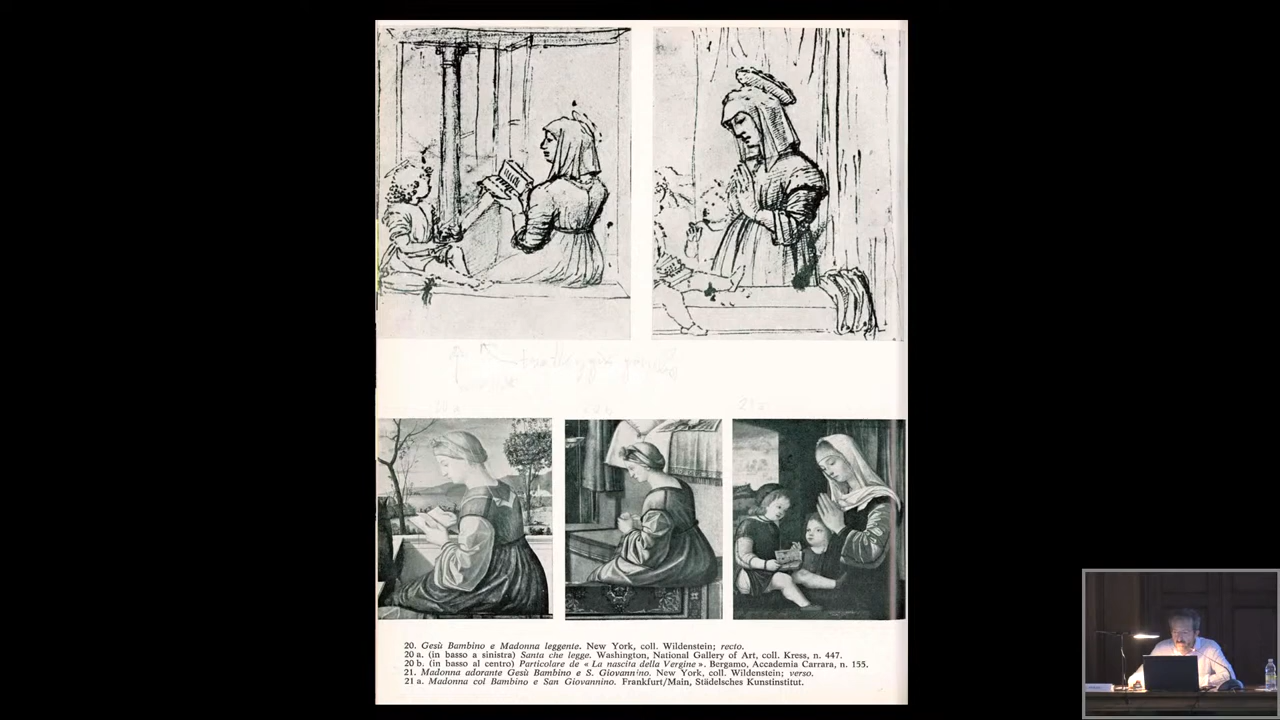 20. Gesù Bambino e Madonna leggente. New York, coll. Wildenstein; recto.
20 a. (in basso a sinistra) Santa che legge. Washington, National Gallery of Art, coll. Kress, n. 447.
20 b. (in basso al centro) Particolare de « La nascita della Vergine ». Bergamo, Accademia Carrara, n. 155.
21. Madonna adorante Gesù Bambino e S. Giovannino. New York, coll. Wildenstein; verso.
21 a. Madonna col Bambino e San Giovannino. Frankfurt/Main, Städelsches Kunstinstitut.